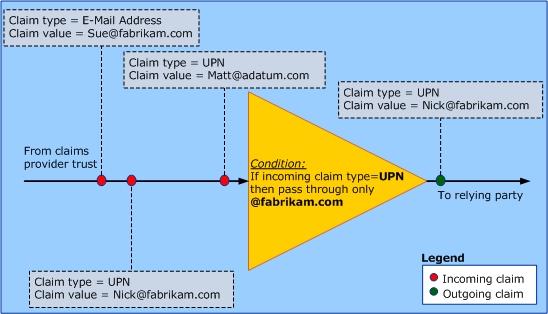 Claim type = E-Mail Address
Claim value = Sue@fabrikam.com
Claim type = UPN
Claim value = Matt@adatum.com
Claim type = UPN
Claim value = Nick@fabrikam.com
From claims
provider trust
Condition:
If incoming claim type=UPN
then pass through only
@fabrikam.com
To relying party
Claim type = UPN
Claim value = Nick@fabrikam.com
Legend
Incoming claim
Outgoing claim